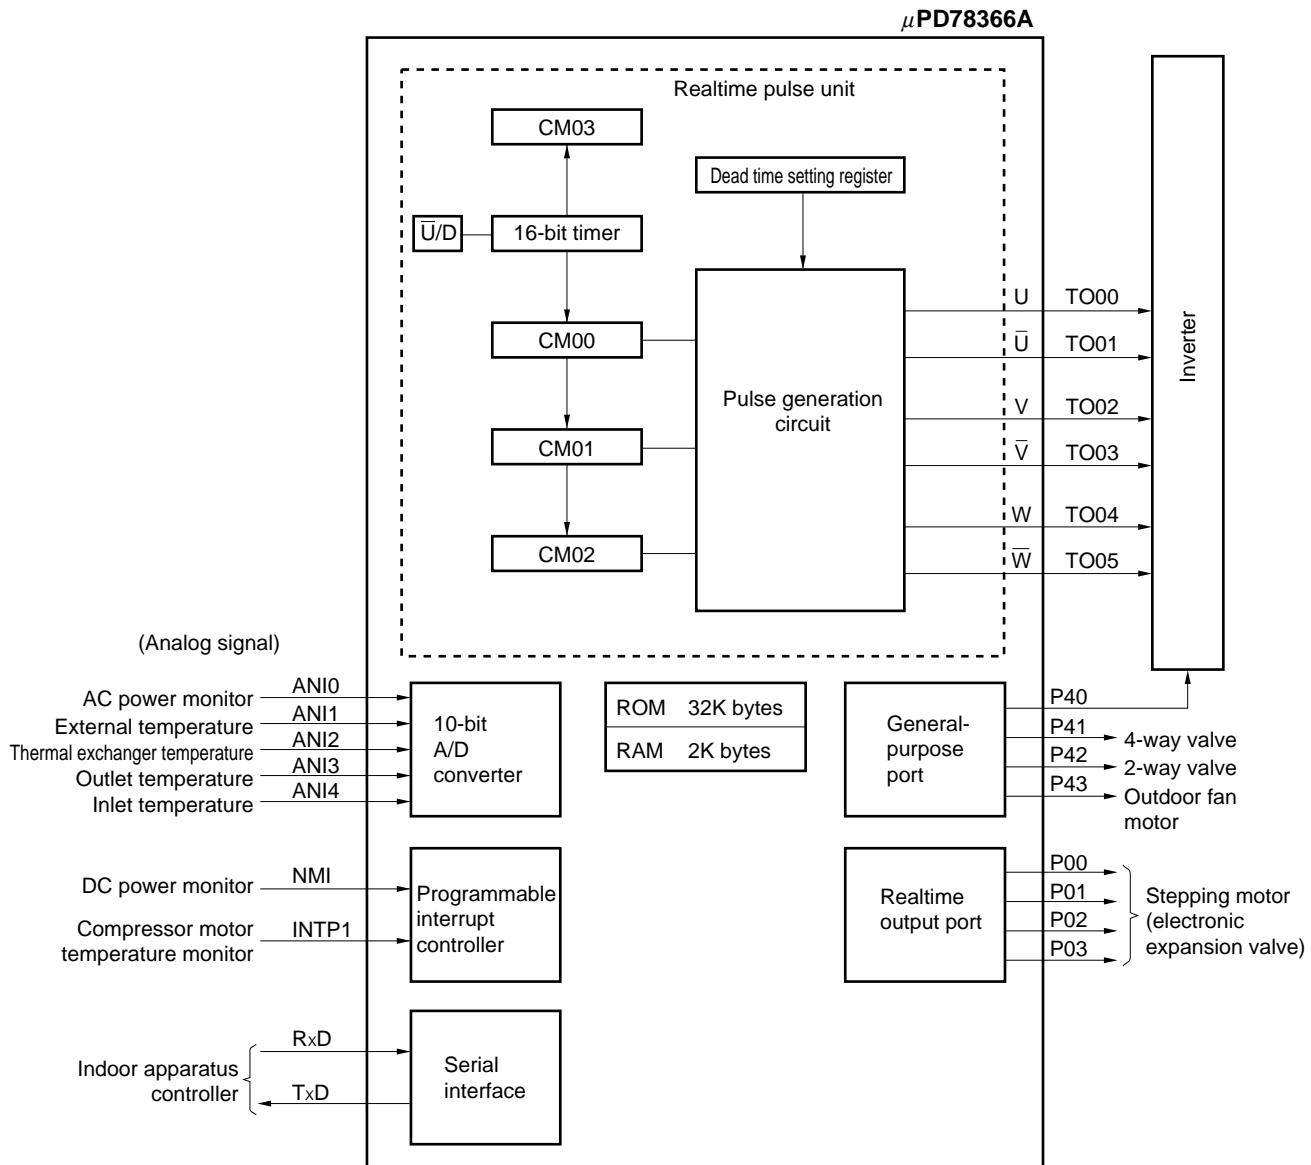 μPD78366A
Realtime pulse unit
CM03
Dead time setting register
U̅/D
16-bit timer
CM00
CM01
CM02
Pulse generation
circuit
U TO00
U̅ TO01
V TO02
V̅ TO03
W TO04
W̅ TO05
Inverter
(Analog signal)
AC power monitor ANI0
External temperature ANI1
Thermal exchanger temperature ANI2
Outlet temperature ANI3
Inlet temperature ANI4
10-bit
A/D
converter
ROM 32K bytes
RAM 2K bytes
General-
purpose
port
P40
P41 4-way valve
P42 2-way valve
P43 Outdoor fan
motor
DC power monitor NMI
Compressor motor
temperature monitor INTP1
Programmable
interrupt
controller
Realtime
output port
P00
P01
P02
P03
Stepping motor
(electronic
expansion valve)
Indoor apparatus
controller
RxD
TxD
Serial
interface